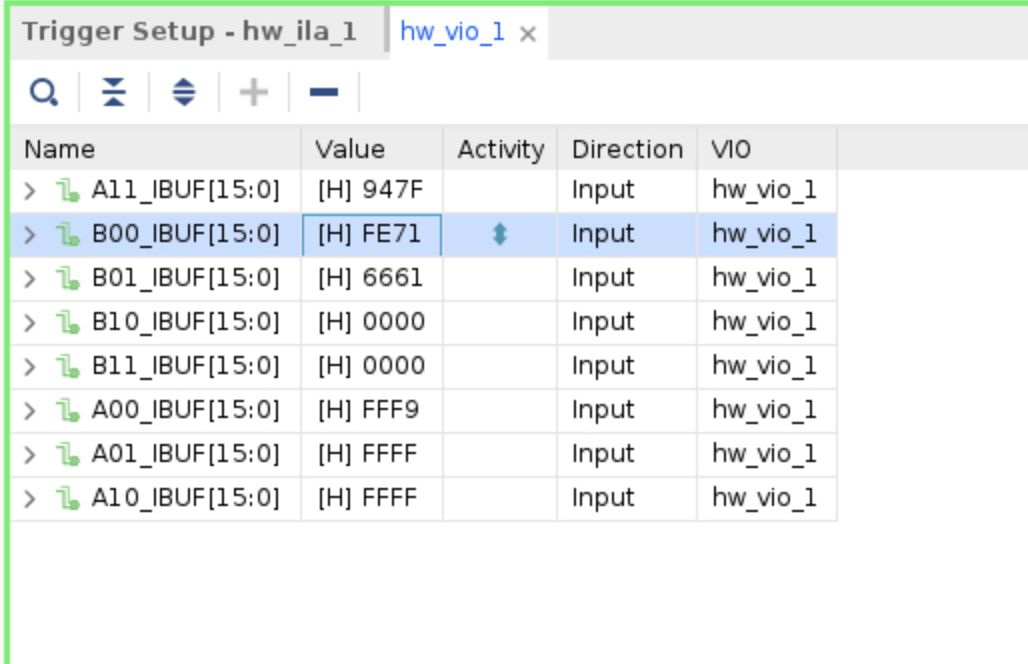 Trigger Setup - hw_ila_1 hw_vio_1
Name Value Activity Direction VIO
A11_IBUF[15:0] [H] 947F Input hw_vio_1
B00_IBUF[15:0] [H] FE71 Input hw_vio_1
B01_IBUF[15:0] [H] 6661 Input hw_vio_1
B10_IBUF[15:0] [H] 0000 Input hw_vio_1
B11_IBUF[15:0] [H] 0000 Input hw_vio_1
A00_IBUF[15:0] [H] FFF9 Input hw_vio_1
A01_IBUF[15:0] [H] FFFF Input hw_vio_1
A10_IBUF[15:0] [H] FFFF Input hw_vio_1